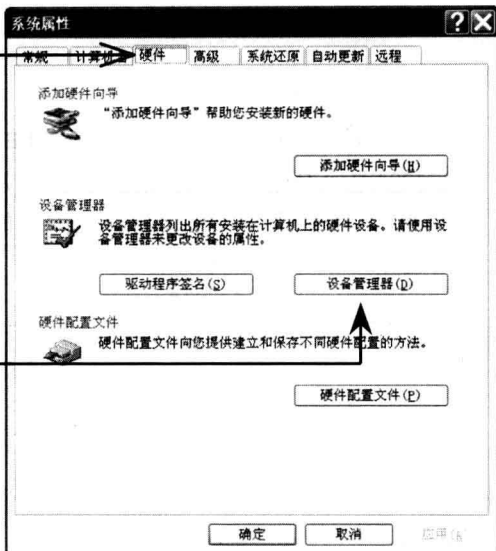 系统属性
常规 计算机名 硬件 高级 系统还原 自动更新 远程
添加硬件向导
“添加硬件向导”帮助您安装新的硬件。
添加硬件向导(H)
设备管理器
设备管理器列出所有安装在计算机上的硬件设备。请使用设
备管理器来更改设备的属性。
驱动程序签名(S) 设备管理器(D)
硬件配置文件
硬件配置文件向您提供建立和保存不同硬件配置的方法。
硬件配置文件(P)
确定 取消 应用(A)